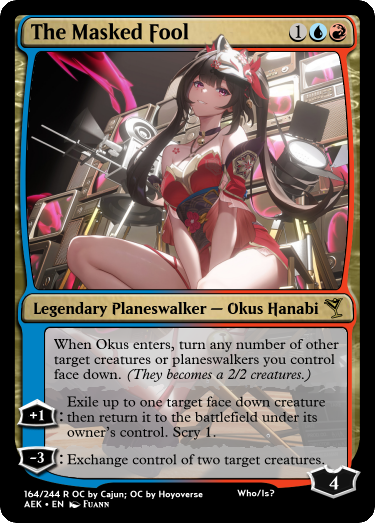 The Masked Fool
1
Legendary Planeswalker — Okus Hanabi
When Okus enters, turn any number of other
target creatures or planeswalkers you control
face down. (They becomes a 2/2 creatures.)
+1: Exile up to one target face down creature
then return it to the battlefield under its
owner's control. Scry 1.
-3: Exchange control of two target creatures.
4
164/244 R OC by Cajun; OC by Hoyoverse Who/Is?
AEK • EN Fuann